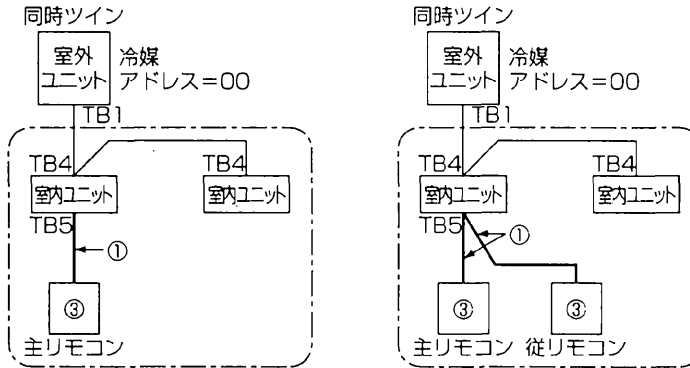 同時ツイン
室外
ユニット
冷媒
アドレス=00
TB1
TB4
TB4
室内ユニット
室内ユニット
TB5
①
③
主リモコン
同時ツイン
室外
ユニット
冷媒
アドレス=00
TB1
TB4
TB4
室内ユニット
室内ユニット
TB5
①
③
③
主リモコン
従リモコン